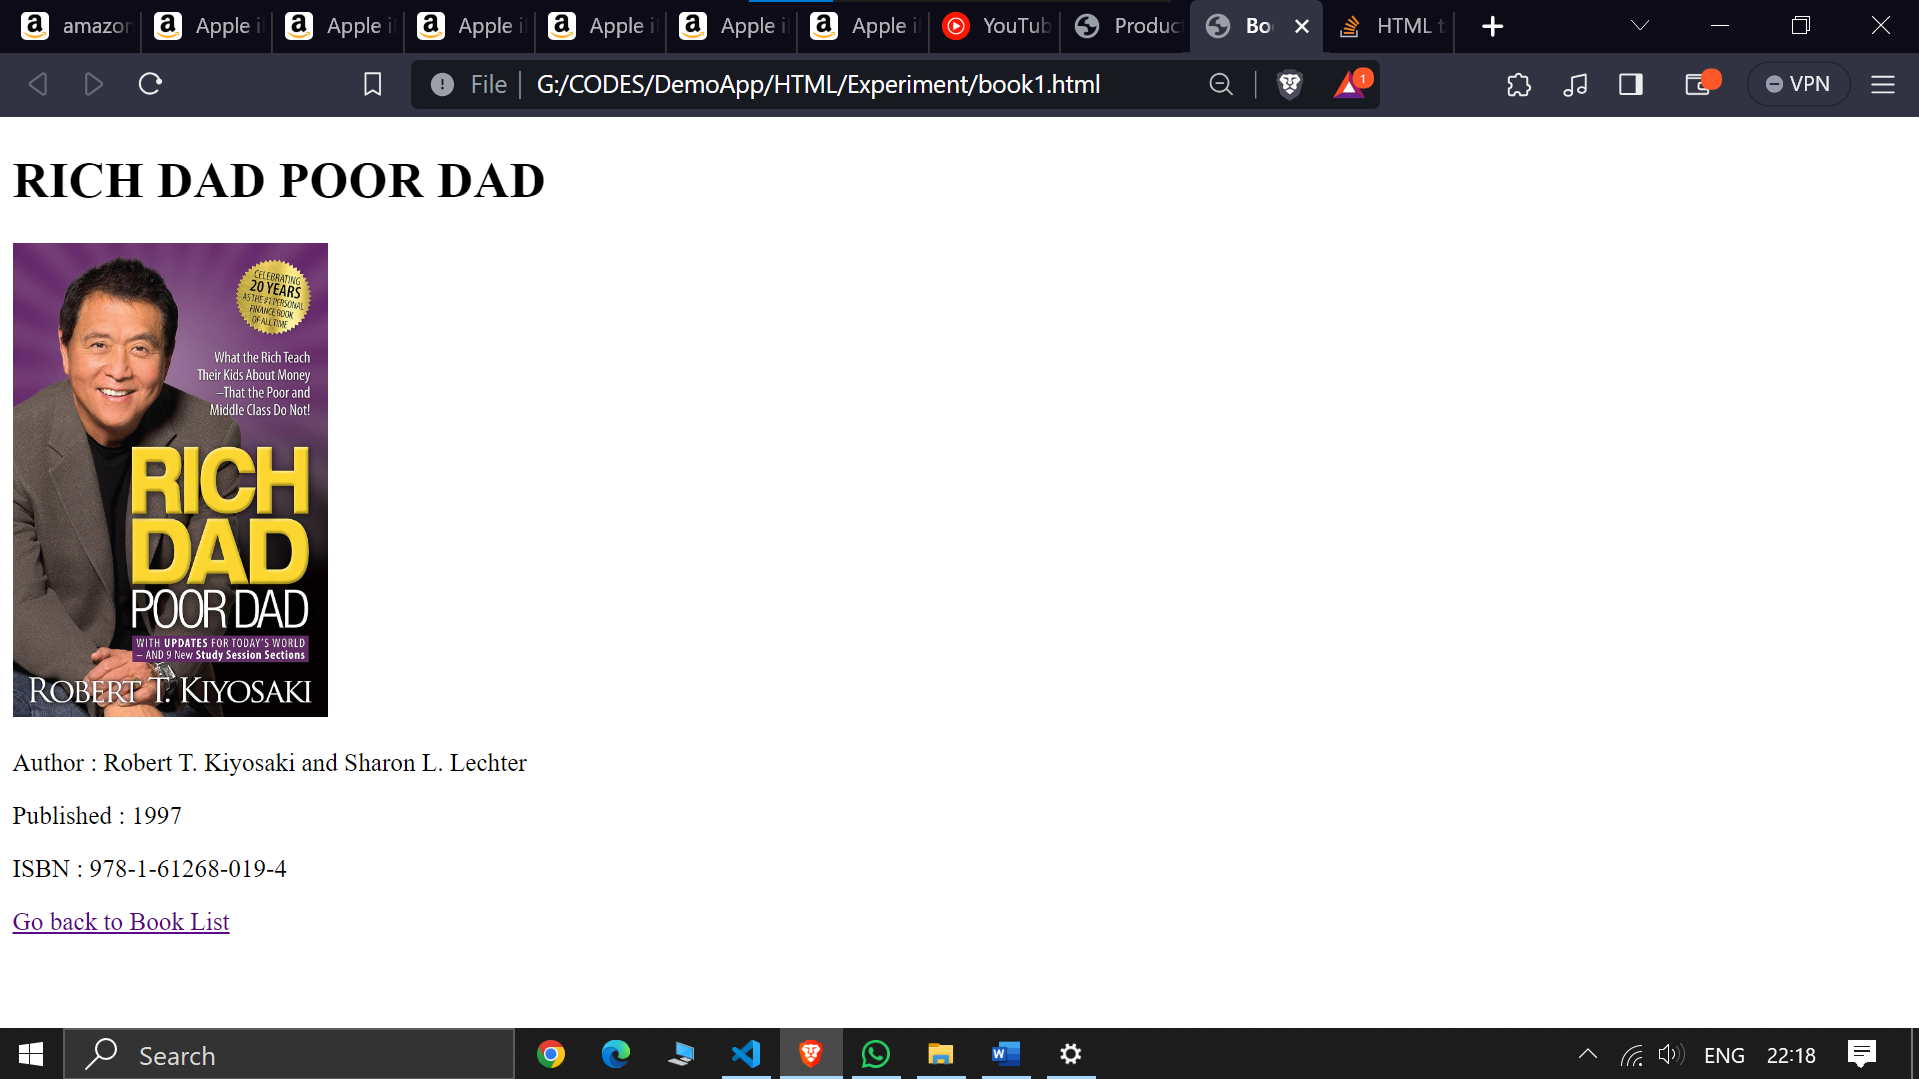 amazon
Apple i
Apple i
Apple i
Apple i
Apple i
Apple i
YouTub
Produc
Bo
HTML t
File
G:/CODES/DemoApp/HTML/Experiment/book1.html
1
VPN
RICH DAD POOR DAD
CELEBRATING
20 YEARS
AS THE #1 PERSONAL
FINANCE BOOK
OF ALL TIME
What the Rich Teach
Their Kids About Money
–That the Poor and
Middle Class Do Not!
RICH
DAD
POOR DAD
WITH UPDATES FOR TODAY'S WORLD
– AND 9 New Study Session Sections
ROBERT T. KIYOSAKI
Author : Robert T. Kiyosaki and Sharon L. Lechter
Published : 1997
ISBN : 978-1-61268-019-4
Go back to Book List
Search
ENG
22:18